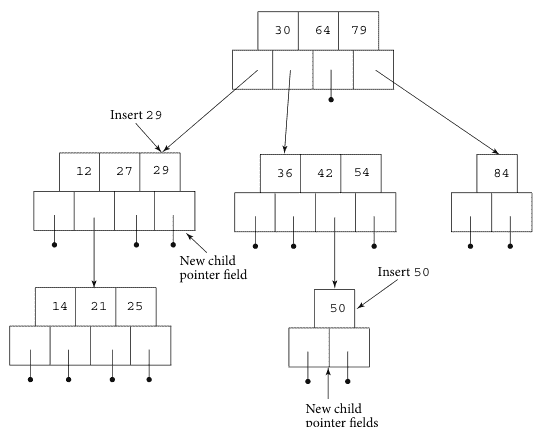 30 64 79
Insert 29
12 27 29
36 42 54
84
New child
pointer field
Insert 50
14 21 25
50
New child
pointer fields